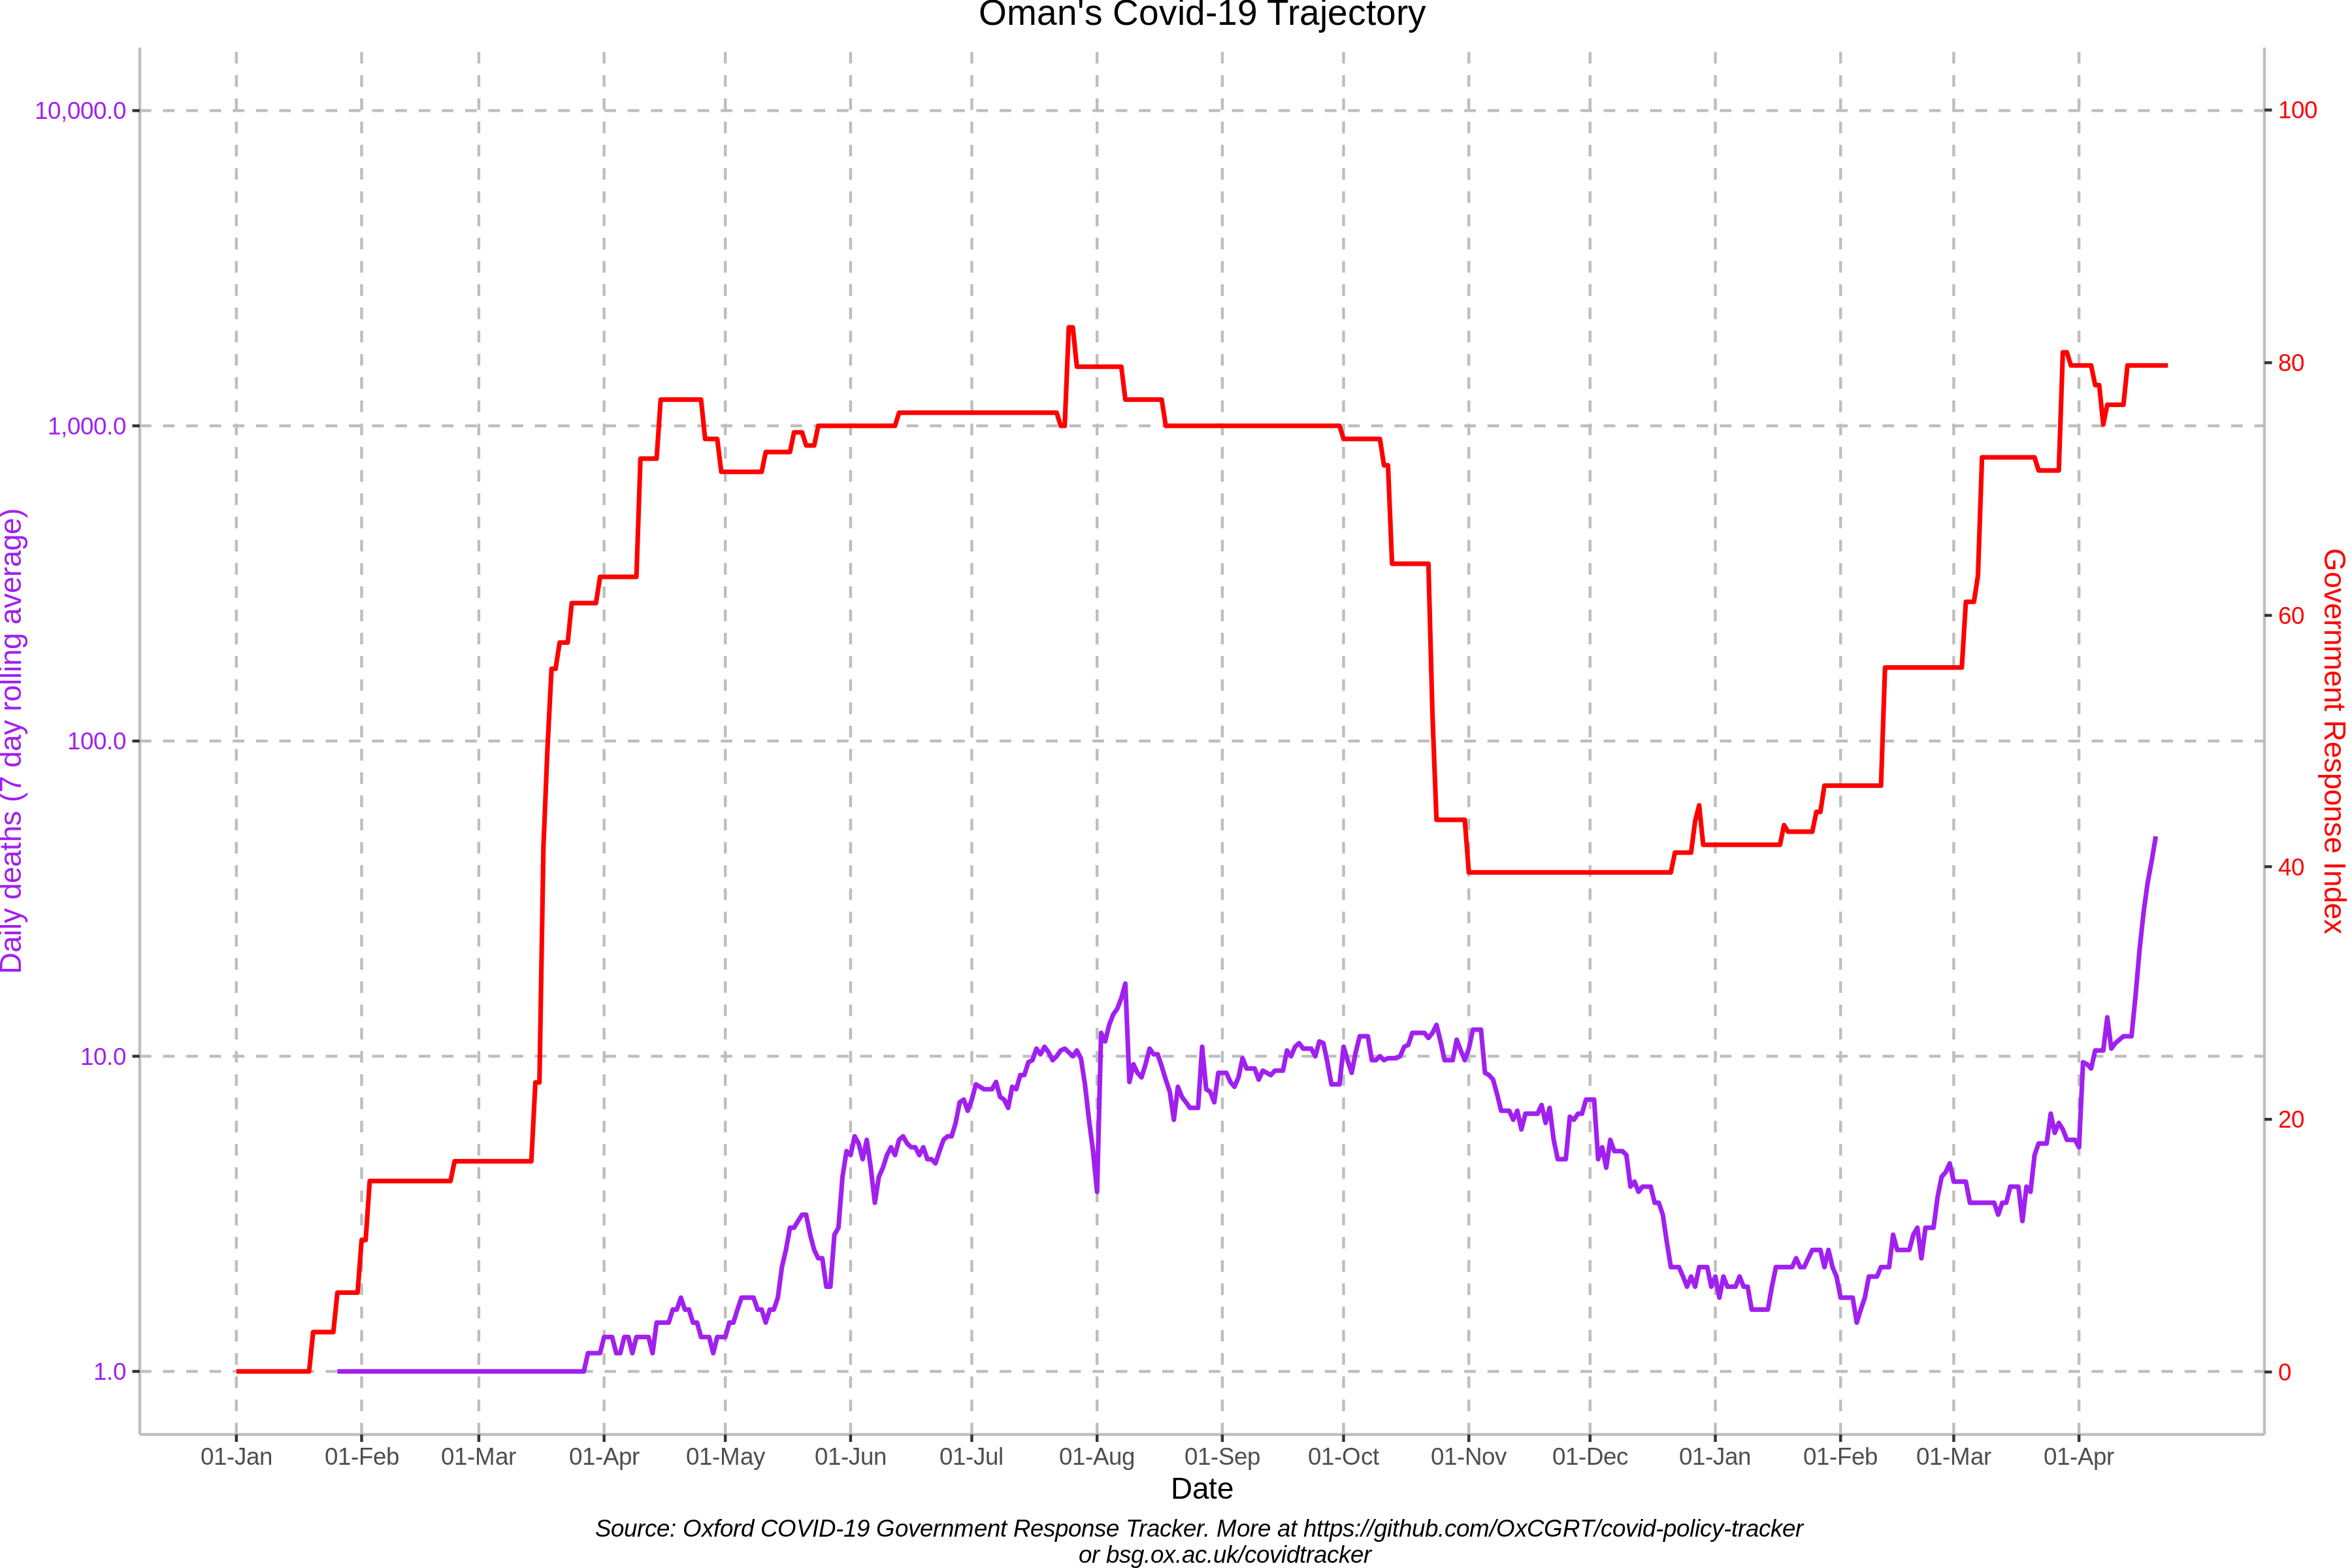 Oman's Covid-19 Trajectory
10,000.0
1,000.0
100.0
10.0
1.0
Daily deaths (7 day rolling average)
100
80
60
40
20
0
Government Response Index
01-Jan 01-Feb 01-Mar 01-Apr 01-May 01-Jun 01-Jul 01-Aug 01-Sep 01-Oct 01-Nov 01-Dec 01-Jan 01-Feb 01-Mar 01-Apr
Date
Source: Oxford COVID-19 Government Response Tracker. More at https://github.com/OxCGRT/covid-policy-tracker
or bsg.ox.ac.uk/covidtracker